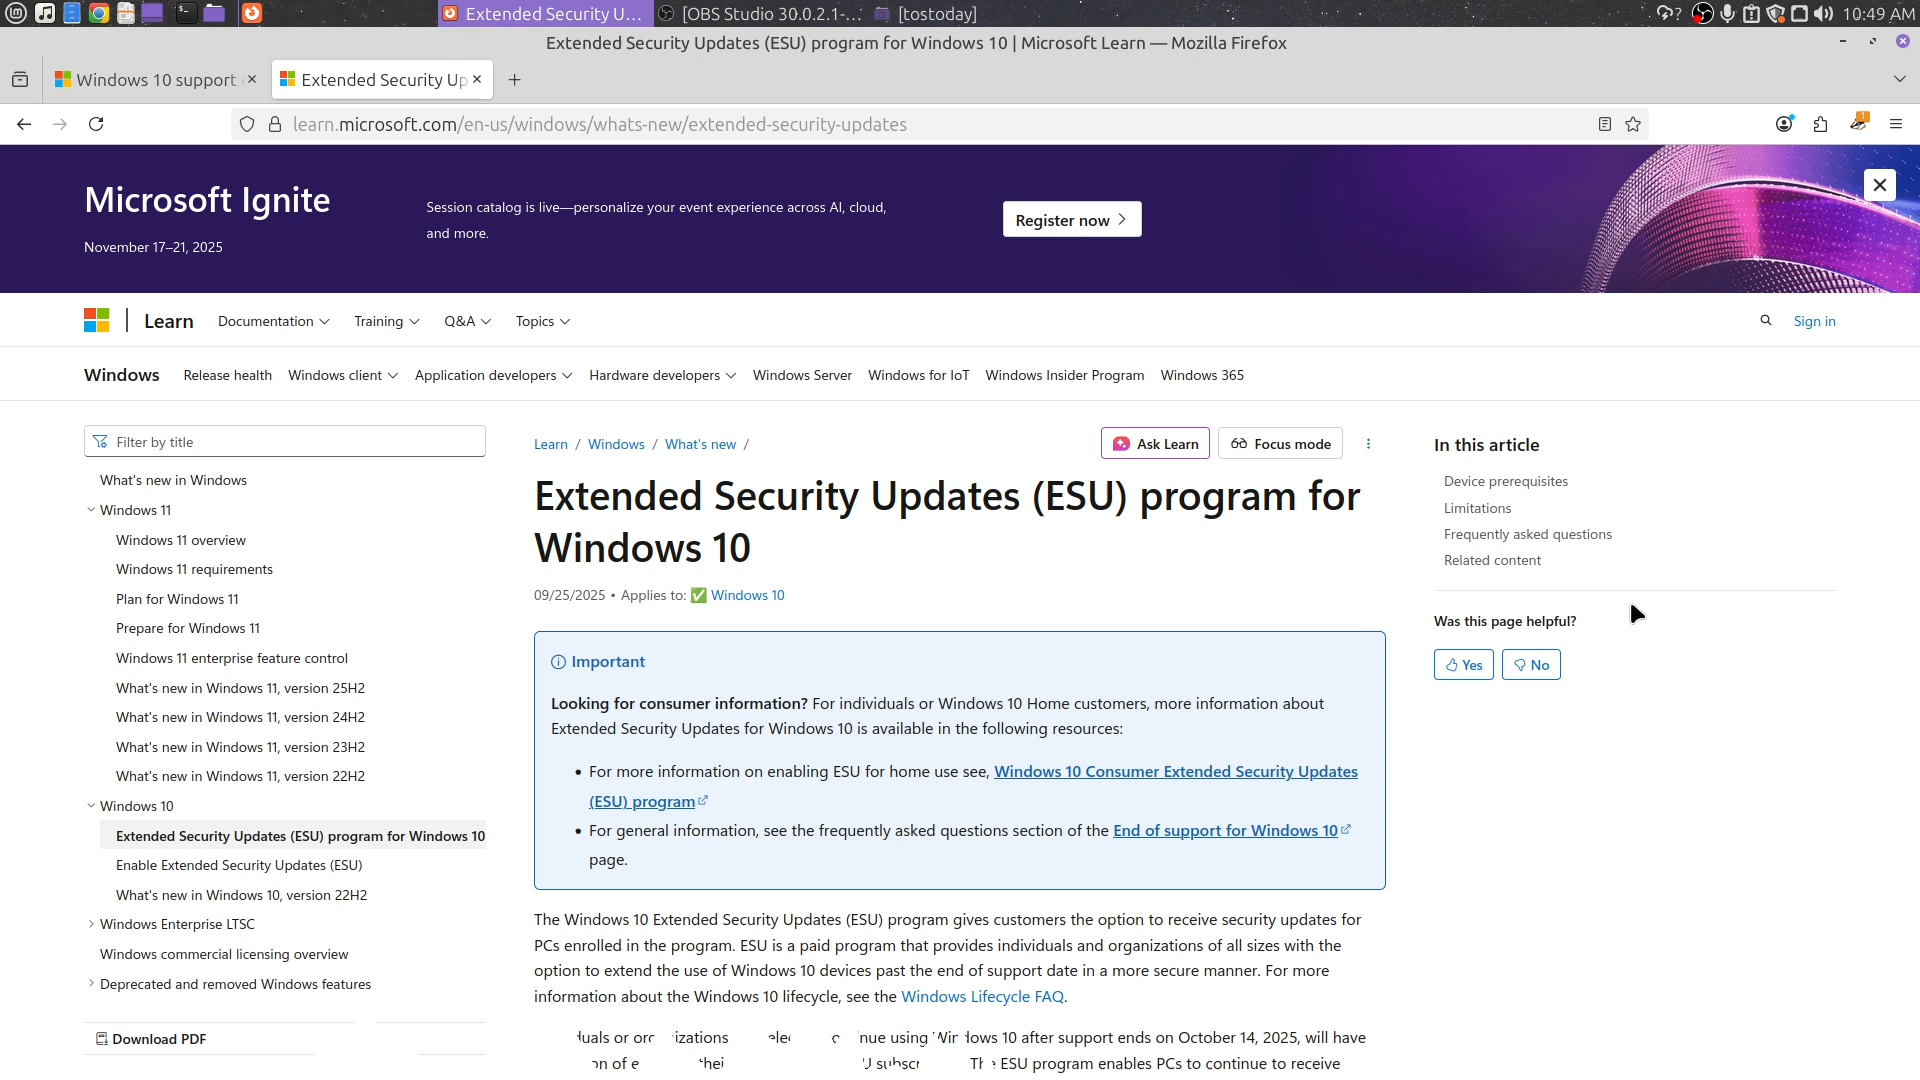 Extended Security U...
[OBS Studio 30.0.2.1-...
[tostoday]
10:49 AM
Extended Security Updates (ESU) program for Windows 10 | Microsoft Learn — Mozilla Firefox
Windows 10 support
Extended Security Up
learn.microsoft.com/en-us/windows/whats-new/extended-security-updates
1
Microsoft Ignite
November 17–21, 2025
Session catalog is live—personalize your event experience across AI, cloud,
and more.
Register now
Learn Documentation Training Q&A Topics
Sign in
Windows Release health Windows client Application developers Hardware developers Windows Server Windows for IoT Windows Insider Program Windows 365
Filter by title
What's new in Windows
Windows 11
Windows 11 overview
Windows 11 requirements
Plan for Windows 11
Prepare for Windows 11
Windows 11 enterprise feature control
What's new in Windows 11, version 25H2
What's new in Windows 11, version 24H2
What's new in Windows 11, version 23H2
What's new in Windows 11, version 22H2
Windows 10
Extended Security Updates (ESU) program for Windows 10
Enable Extended Security Updates (ESU)
What's new in Windows 10, version 22H2
Windows Enterprise LTSC
Windows commercial licensing overview
Deprecated and removed Windows features
Download PDF
Learn / Windows / What's new /
Ask Learn
Focus mode
Extended Security Updates (ESU) program for
Windows 10
09/25/2025 • Applies to: ✅ Windows 10
Important
Looking for consumer information? For individuals or Windows 10 Home customers, more information about
Extended Security Updates for Windows 10 is available in the following resources:
• For more information on enabling ESU for home use see, Windows 10 Consumer Extended Security Updates
(ESU) program
• For general information, see the frequently asked questions section of the End of support for Windows 10
page.
The Windows 10 Extended Security Updates (ESU) program gives customers the option to receive security updates for
PCs enrolled in the program. ESU is a paid program that provides individuals and organizations of all sizes with the
option to extend the use of Windows 10 devices past the end of support date in a more secure manner. For more
information about the Windows 10 lifecycle, see the Windows Lifecycle FAQ.
using 10 after support ends on October 14, 2025, will have
ESU program enables PCs to continue to receive
In this article
Device prerequisites
Limitations
Frequently asked questions
Related content
Was this page helpful?
Yes
No